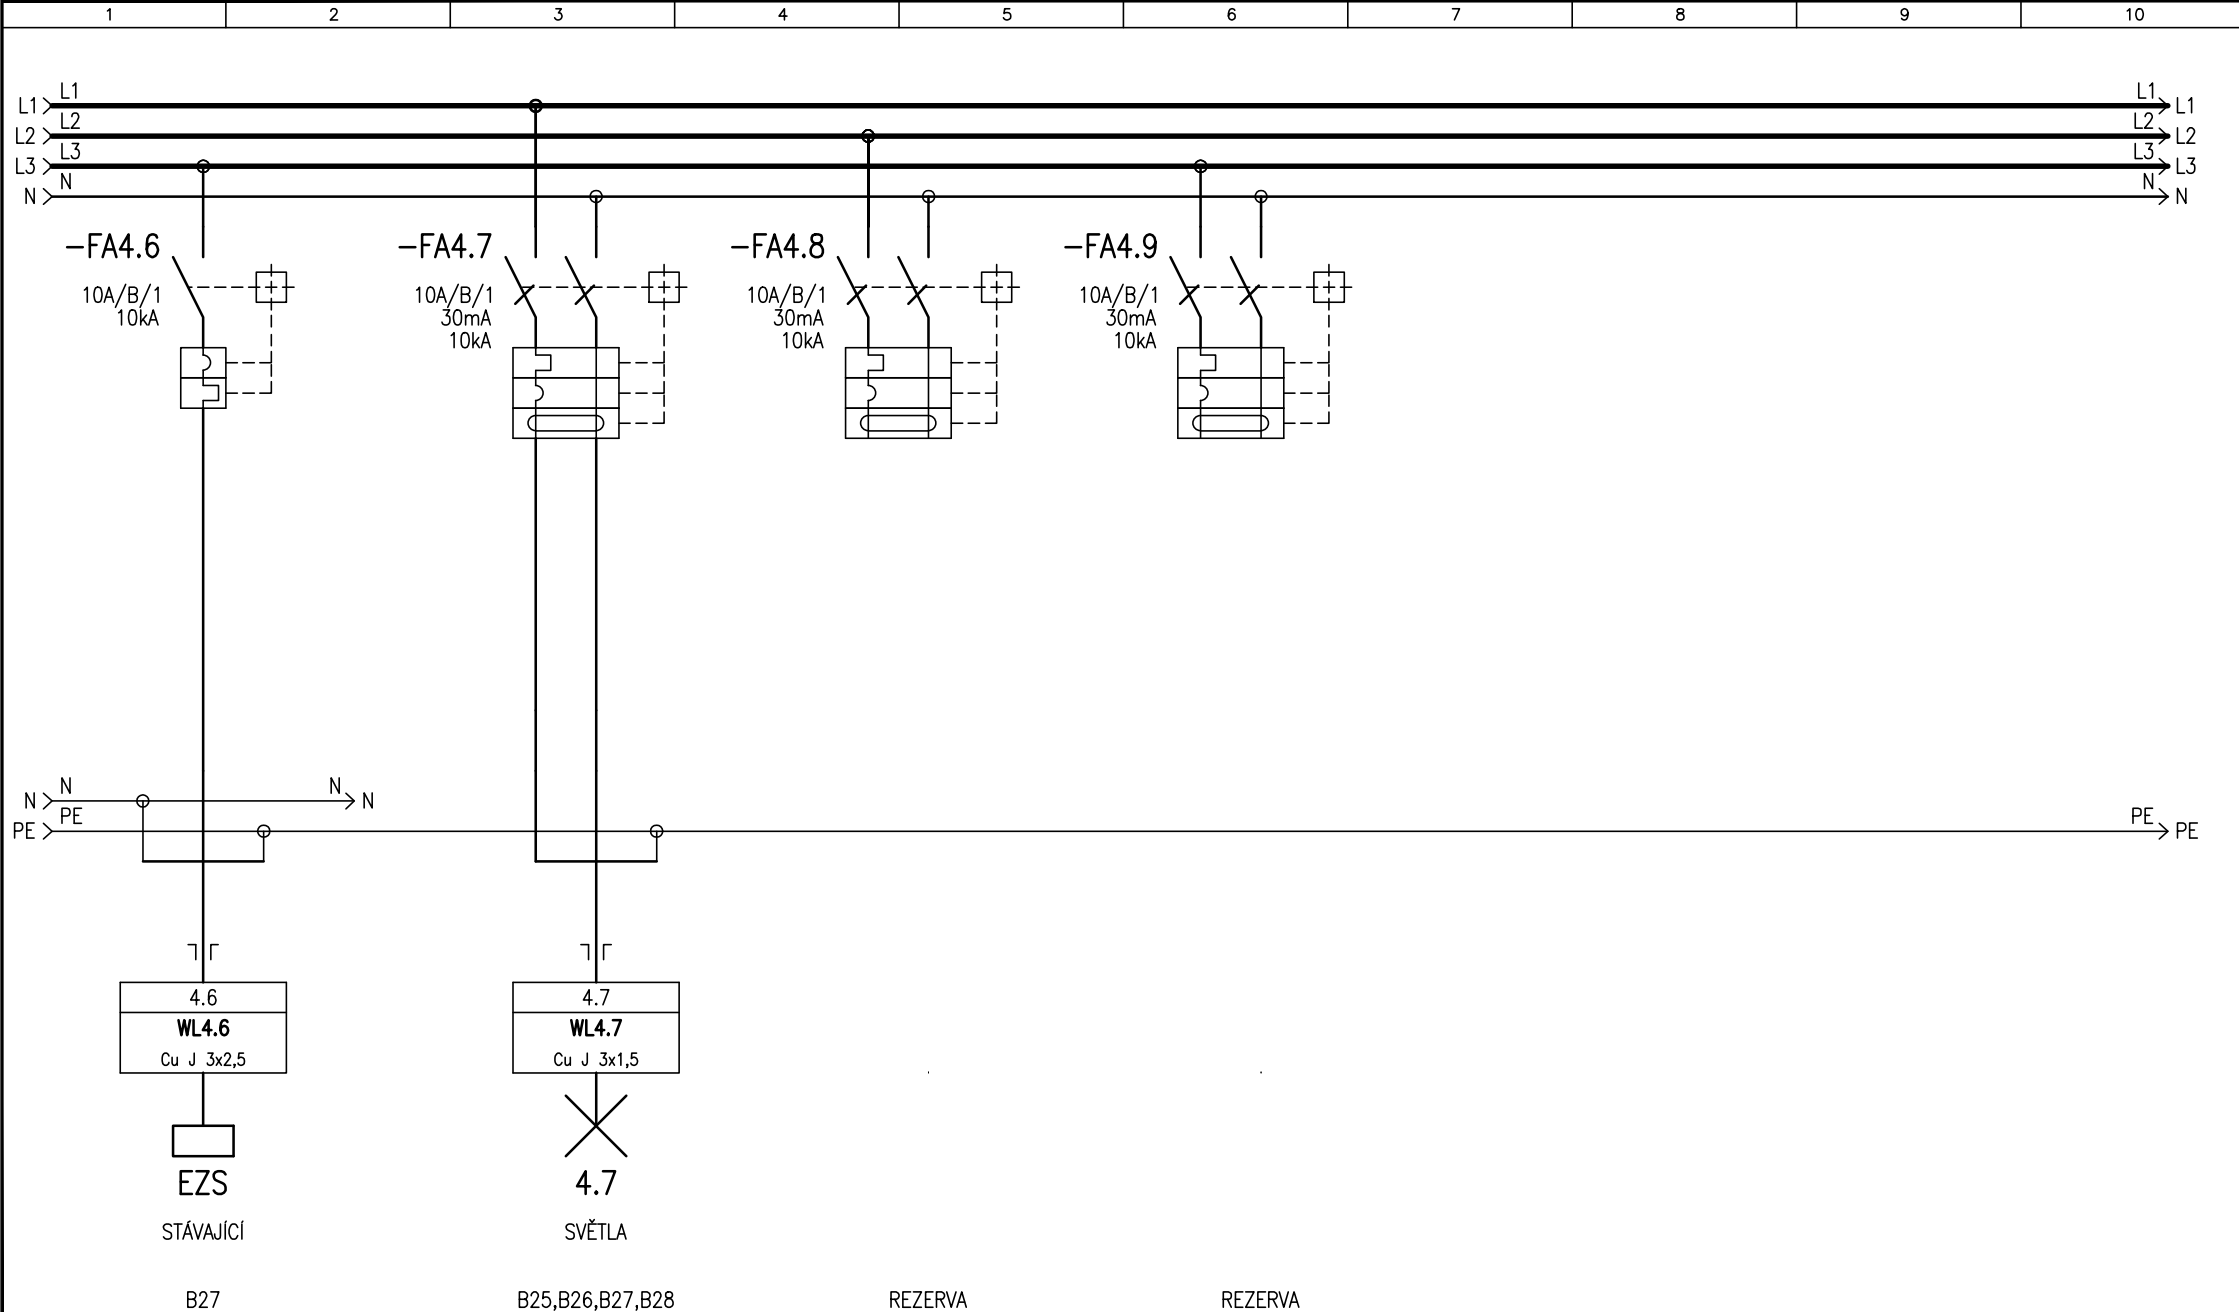 1 2 3 4 5 6 7 8 9 10
L1 L1 L1 L1
L2 L2 L2 L2
L3 L3 L3 L3
N N N N
-FA4.6 -FA4.7 -FA4.8 -FA4.9
10A/B/1 10A/B/1 10A/B/1 10A/B/1
10kA 30mA 30mA 30mA
10kA 10kA 10kA
N N N N
PE PE PE PE
4.6 4.7
WL4.6 WL4.7
Cu J 3x2,5 Cu J 3x1,5
EZS 4.7
STÁVAJÍCÍ SVĚTLA
B27 B25,B26,B27,B28 REZERVA REZERVA